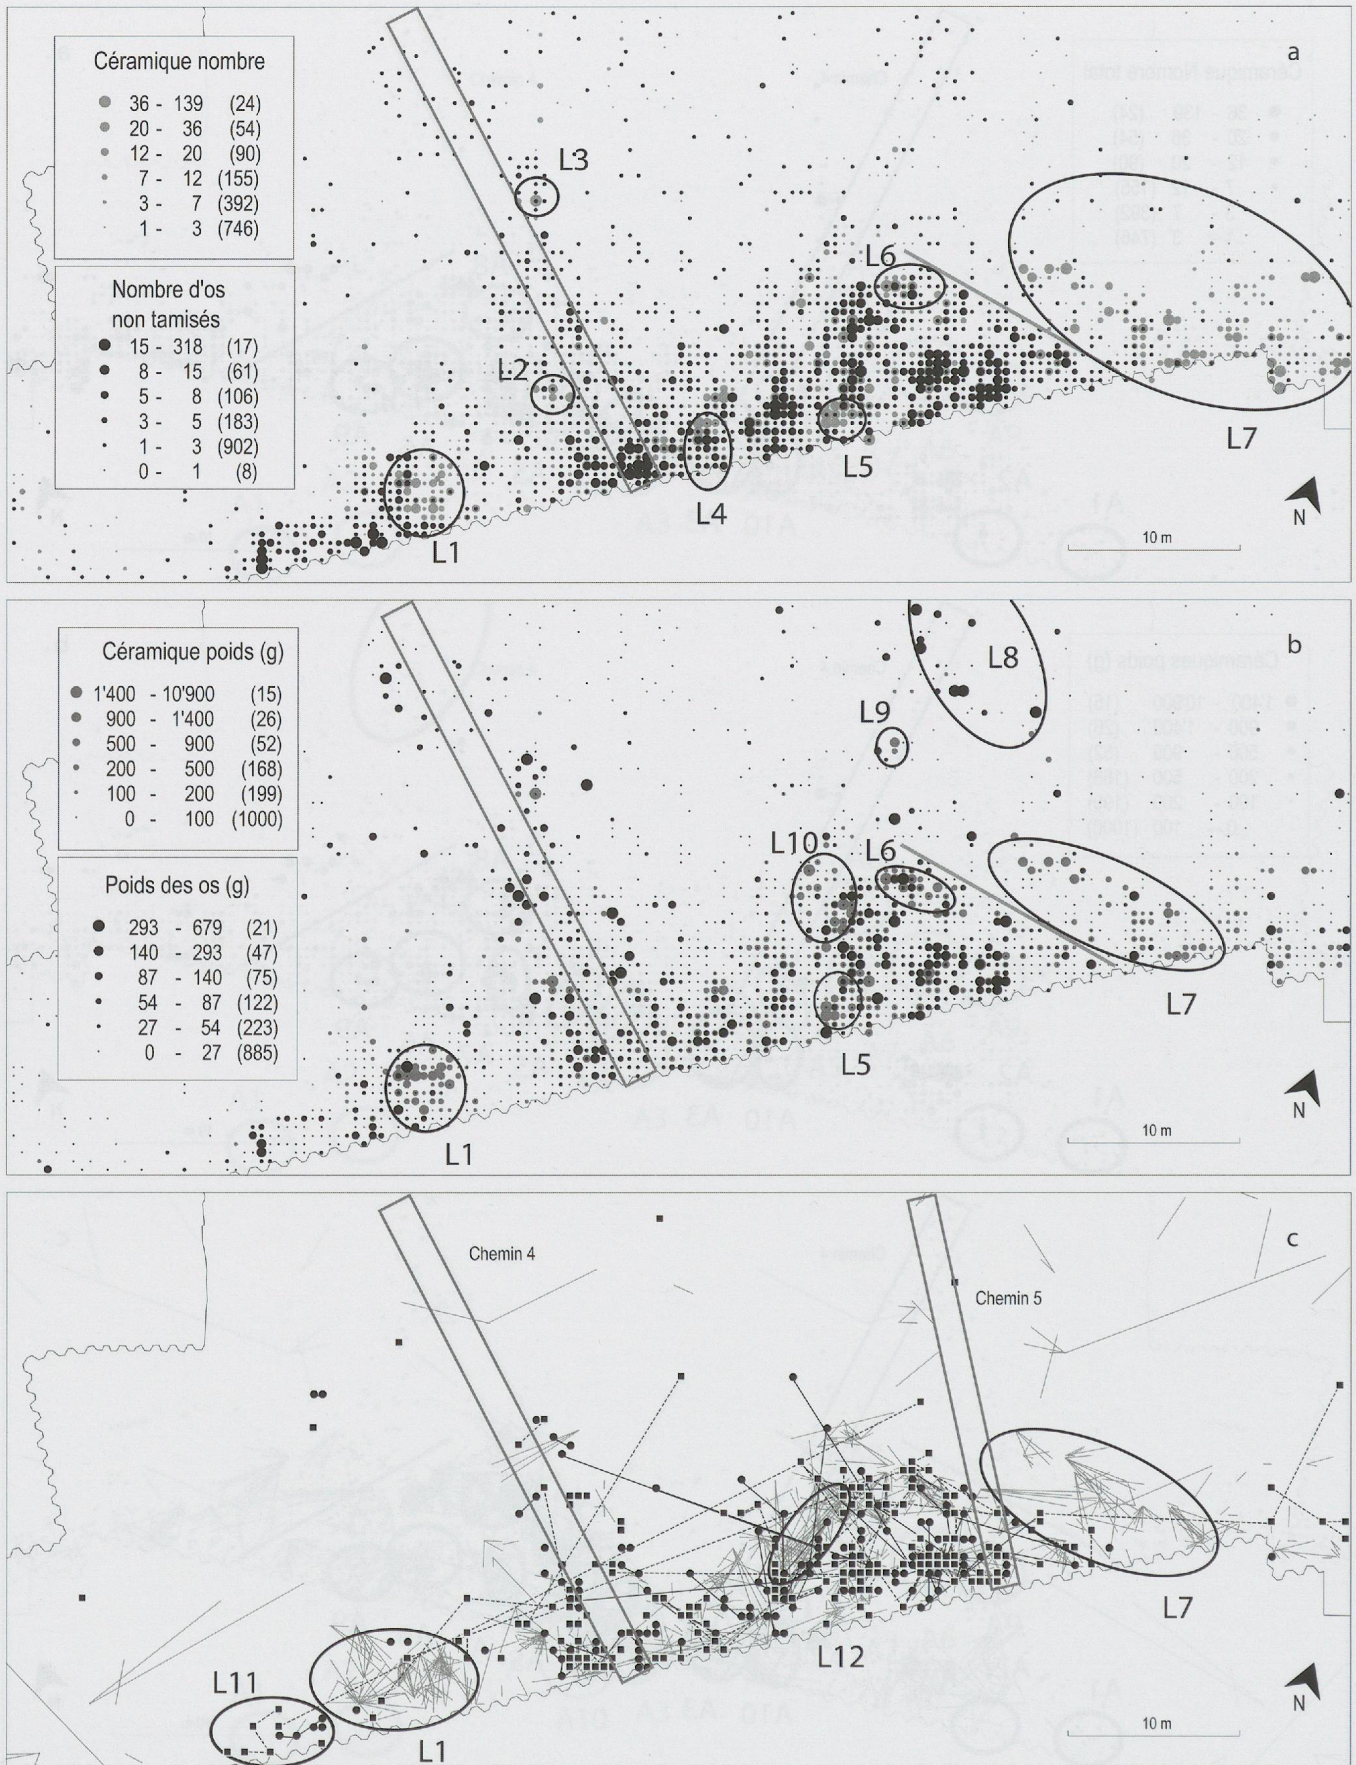 a
Céramique nombre
36 - 139 (24)
20 - 36 (54)
12 - 20 (90)
7 - 12 (155)
3 - 7 (392)
1 - 3 (746)
Nombre d'os
non tamisés
15 - 318 (17)
8 - 15 (61)
5 - 8 (106)
3 - 5 (183)
1 - 3 (902)
0 - 1 (8)
L3
L6
L2
L7
L5
L4
L1
N
10 m
b
Céramique poids (g)
1'400 - 10'900 (15)
900 - 1'400 (26)
500 - 900 (52)
200 - 500 (168)
100 - 200 (199)
0 - 100 (1000)
Poids des os (g)
293 - 679 (21)
140 - 293 (47)
87 - 140 (75)
54 - 87 (122)
27 - 54 (223)
0 - 27 (885)
L8
L9
L10
L6
L7
L5
L1
N
10 m
c
Chemin 4
Chemin 5
L7
L12
L11
L1
N
10 m